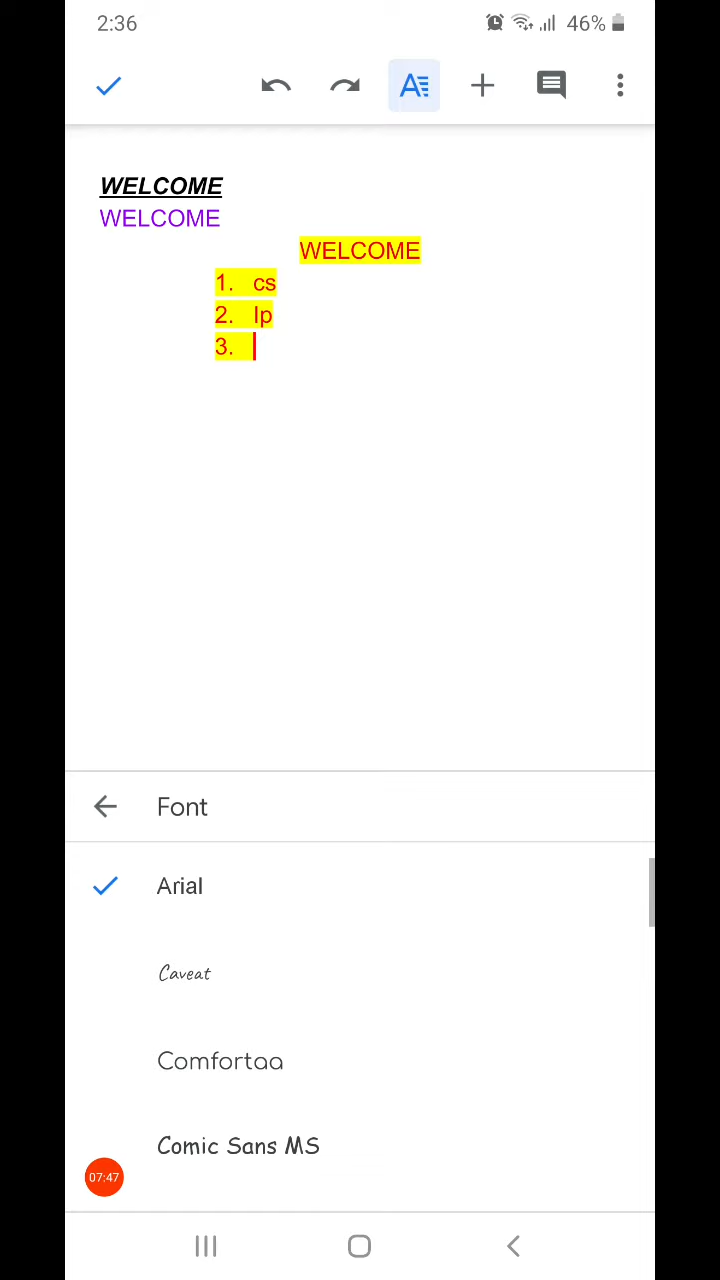 2:36 46%
WELCOME
WELCOME
WELCOME
1. cs
2. Ip
3.
Font
Arial
Caveat
Comfortaa
Comic Sans MS
07:47